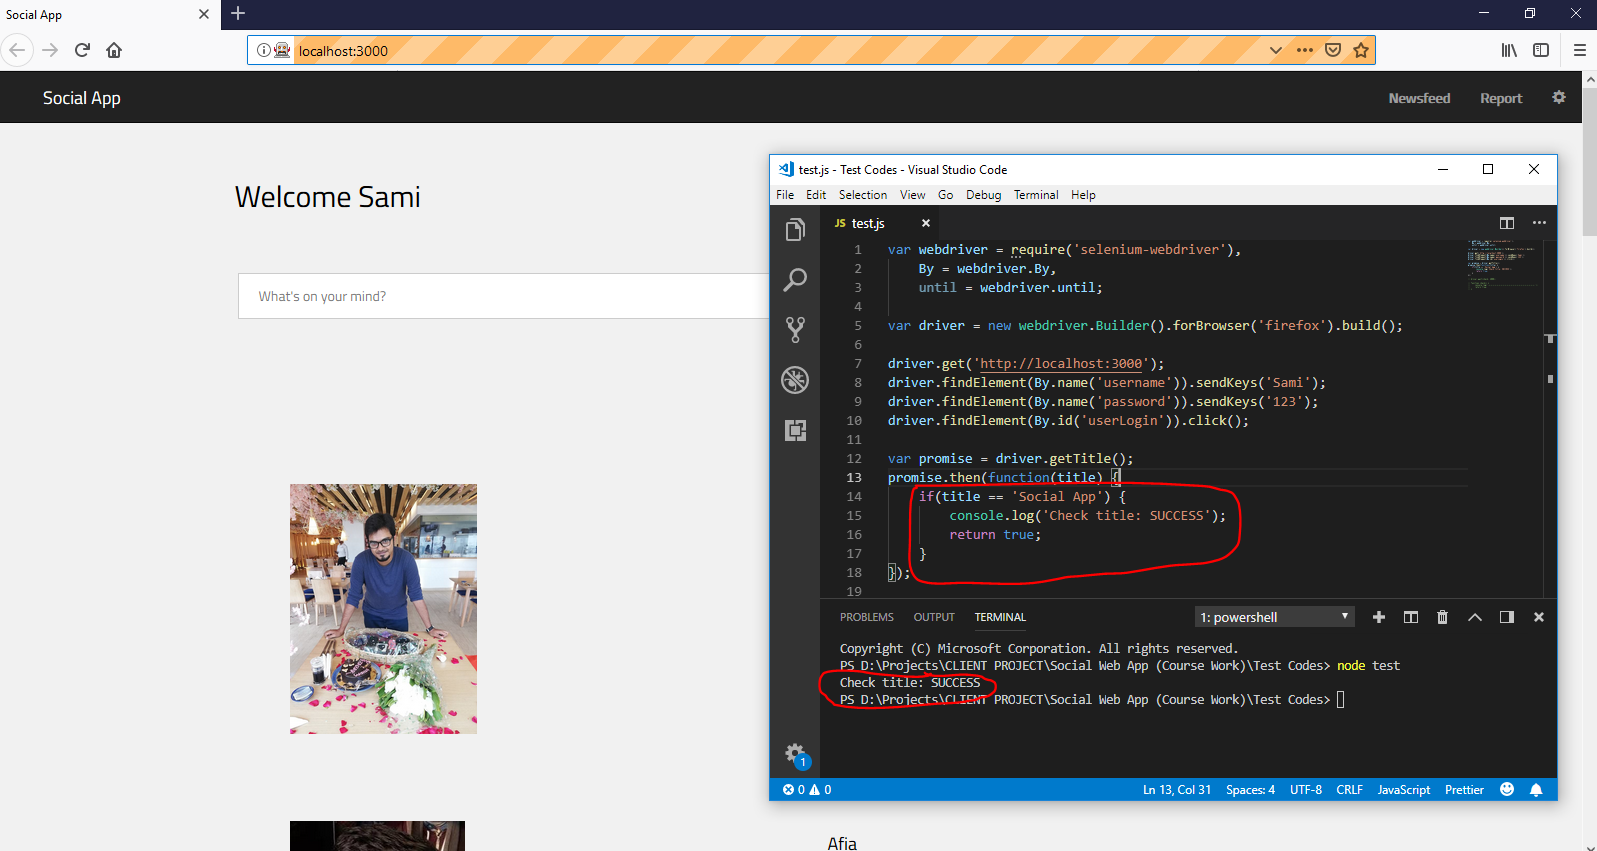 Social App
localhost:3000
Social App
Newsfeed Report
Welcome Sami
What's on your mind?
Afia
test.js - Test Codes - Visual Studio Code
File Edit Selection View Go Debug Terminal Help
JS test.js
1 var webdriver = require('selenium-webdriver'),
2 By = webdriver.By,
3 until = webdriver.until;
4
5 var driver = new webdriver.Builder().forBrowser('firefox').build();
6
7 driver.get('http://localhost:3000');
8 driver.findElement(By.name('username')).sendKeys('Sami');
9 driver.findElement(By.name('password')).sendKeys('123');
10 driver.findElement(By.id('userLogin')).click();
11
12 var promise = driver.getTitle();
13 promise.then(function(title) {
14 if(title == 'Social App') {
15 console.log('Check title: SUCCESS');
16 return true;
17 }
18 });
19
PROBLEMS OUTPUT TERMINAL 1: powershell
Copyright (C) Microsoft Corporation. All rights reserved.
PS D:\Projects\CLIENT PROJECT\Social Web App (Course Work)\Test Codes> node test
Check title: SUCCESS
PS D:\Projects\CLIENT PROJECT\Social Web App (Course Work)\Test Codes>
1
0 0 Ln 13, Col 31 Spaces: 4 UTF-8 CRLF JavaScript Prettier